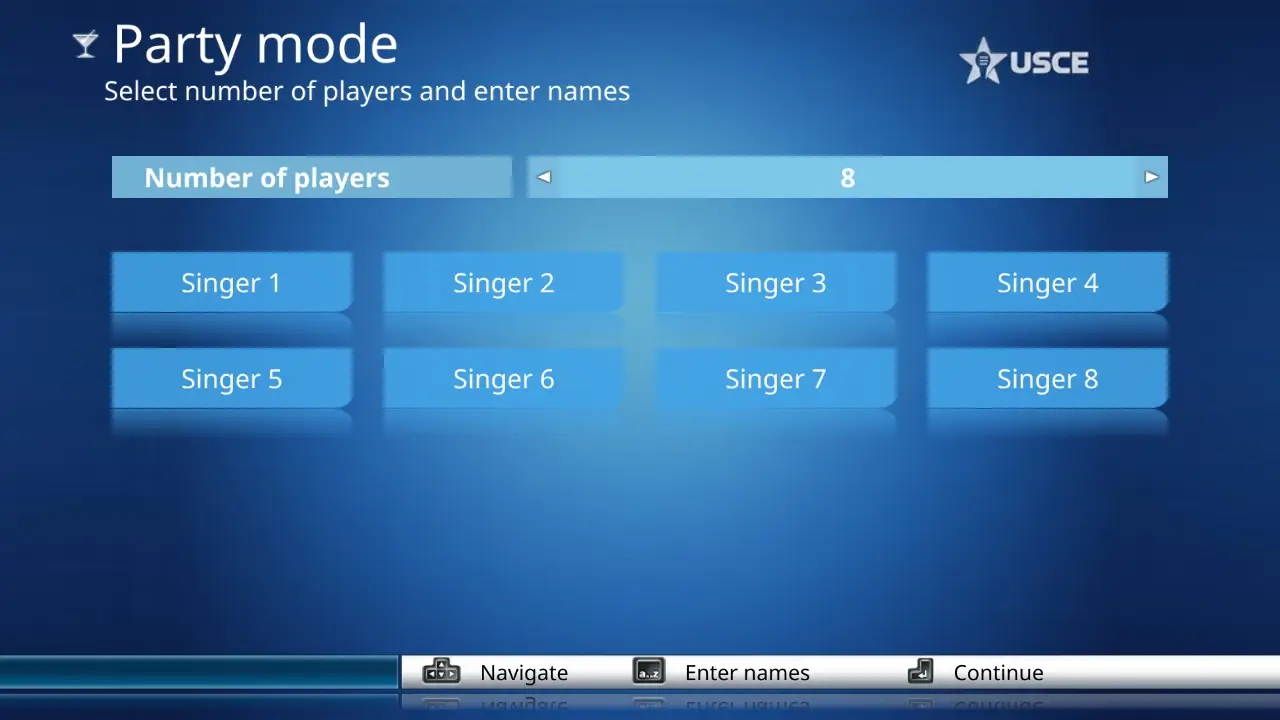 Party mode
USCE
Select number of players and enter names
Number of players 8
Singer 1 Singer 2 Singer 3 Singer 4
Singer 5 Singer 6 Singer 7 Singer 8
a..z
Navigate Enter names Continue